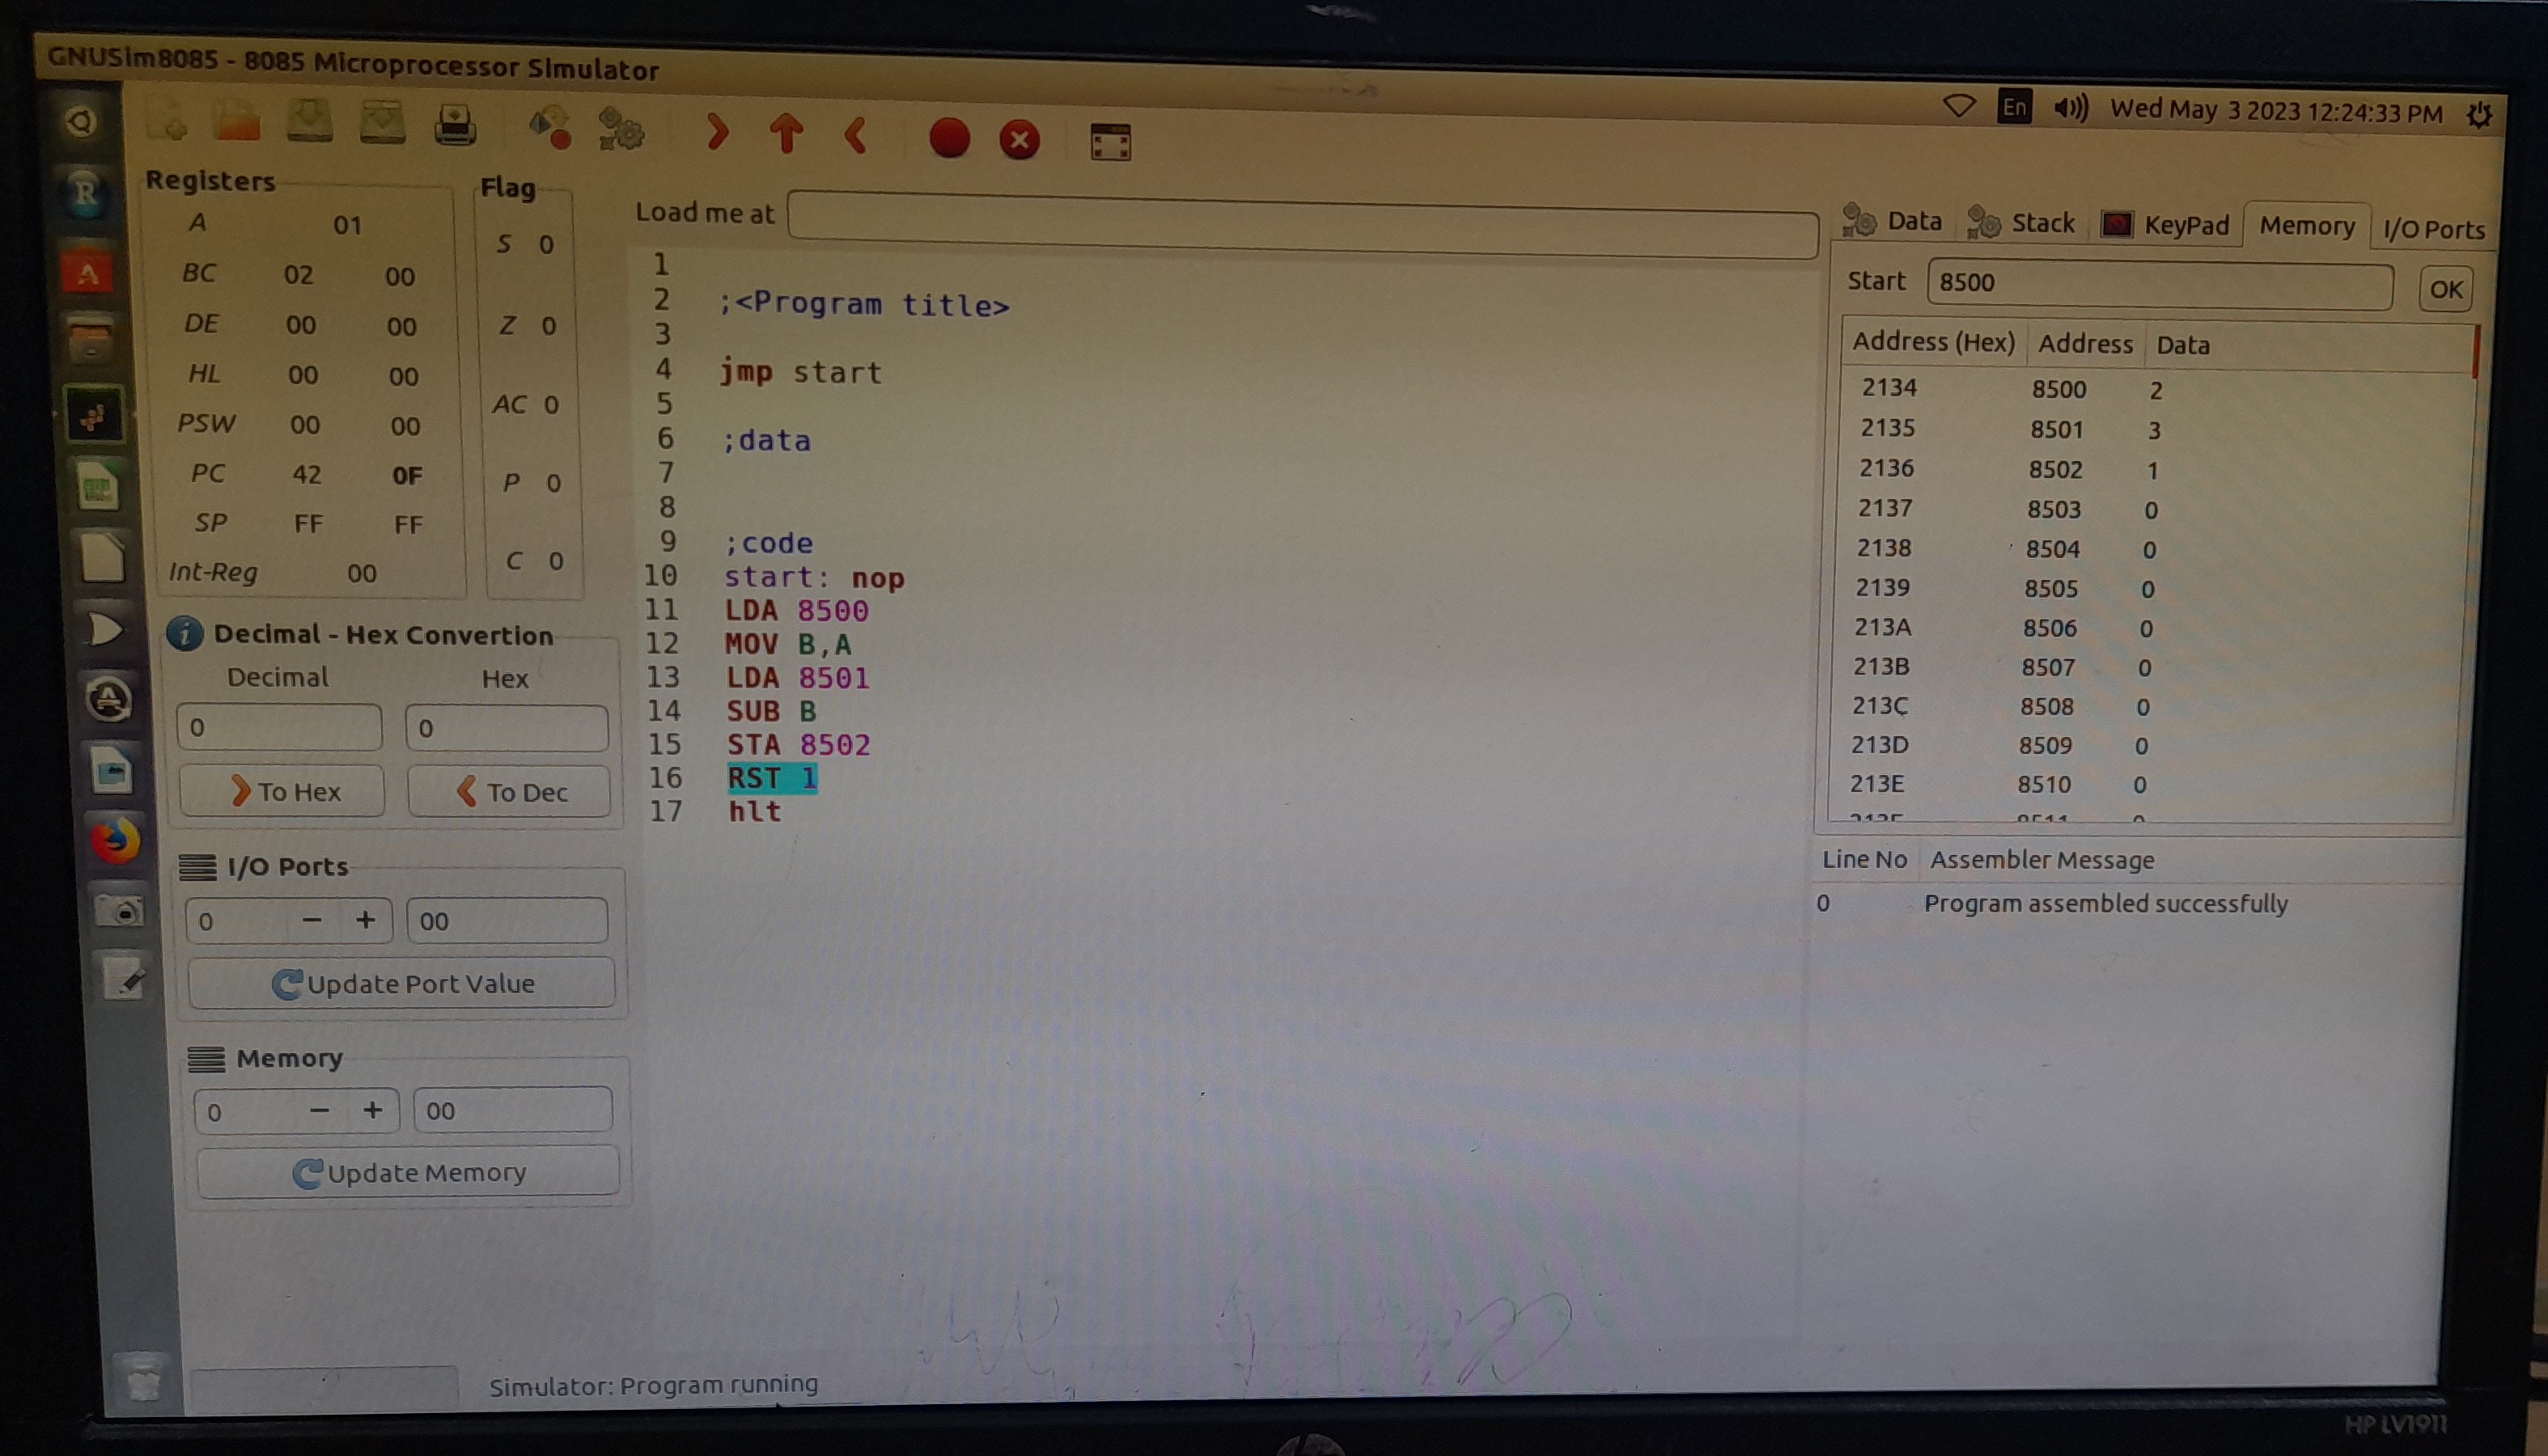 GNUSim8085 - 8085 Microprocessor Simulator
En Wed May 3 2023 12:24:33 PM
Registers
A 01
BC 02 00
DE 00 00
HL 00 00
PSW 00 00
PC 42 0F
SP FF FF
Int-Reg 00
Flag
S 0
Z 0
AC 0
P 0
C 0
Decimal - Hex Convertion
Decimal Hex
0 0
To Hex To Dec
I/O Ports
0 − + 00
Update Port Value
Memory
0 − + 00
Update Memory
Load me at
1
2 ;<Program title>
3
4 jmp start
5
6 ;data
7
8
9 ;code
10 start: nop
11 LDA 8500
12 MOV B,A
13 LDA 8501
14 SUB B
15 STA 8502
16 RST 1
17 hlt
Data Stack KeyPad Memory I/O Ports
Start 8500 OK
Address (Hex) Address Data
2134 8500 2
2135 8501 3
2136 8502 1
2137 8503 0
2138 8504 0
2139 8505 0
213A 8506 0
213B 8507 0
213C 8508 0
213D 8509 0
213E 8510 0
Line No Assembler Message
0 Program assembled successfully
Simulator: Program running
HP LV1911